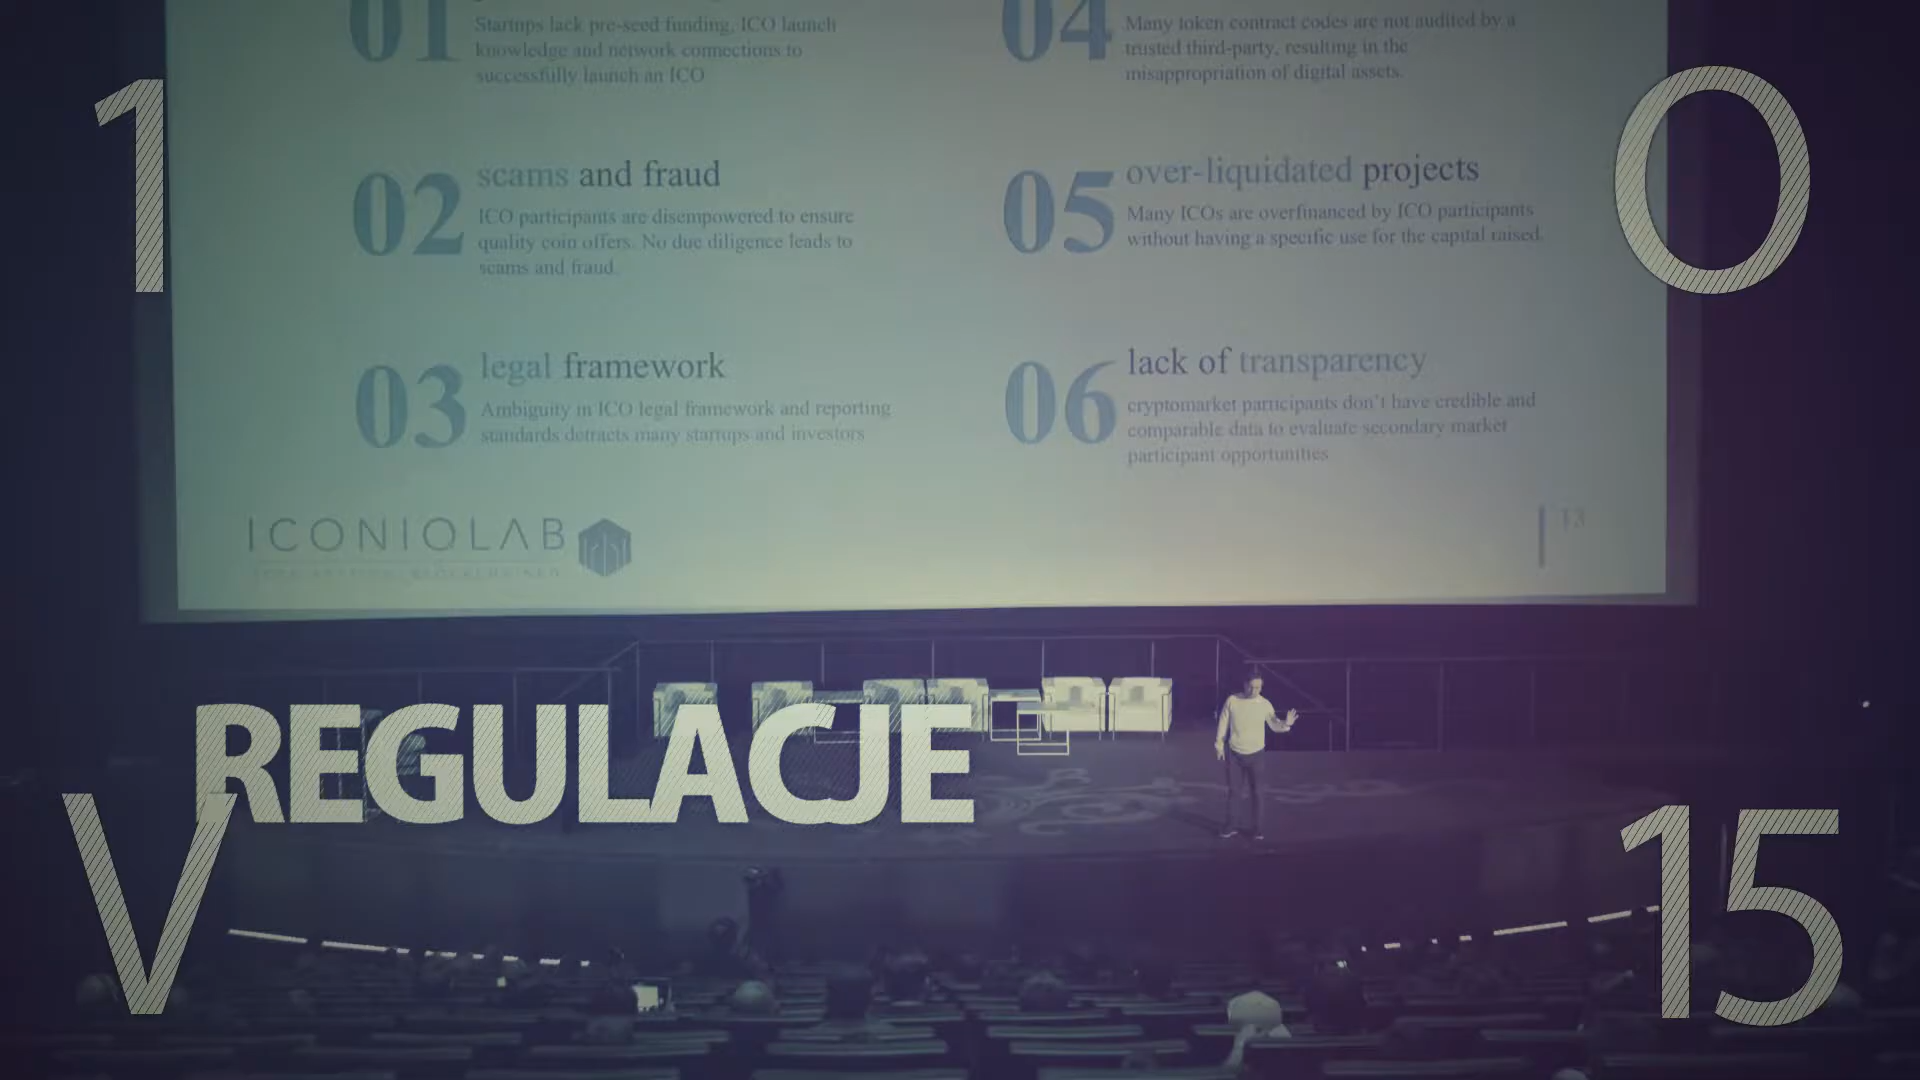 1
O
01
Startups lack pre-seed funding, ICO launch
knowledge and network connections to
successfully launch an ICO
02
scams and fraud
ICO participants are disempowered to ensure
quality coin offers. No due diligence leads to
scams and fraud.
03
legal framework
Ambiguity in ICO legal framework and reporting
standards detracts many startups and investors
04
Many token contract codes are not audited by a
trusted third-party, resulting in the
misappropriation of digital assets.
05
over-liquidated projects
Many ICOs are overfinanced by ICO participants
without having a specific use for the capital raised.
06
lack of transparency
cryptomarket participants don't have credible and
comparable data to evaluate secondary market
participant opportunities
ICONIQLAB
13
REGULACJE
V
15